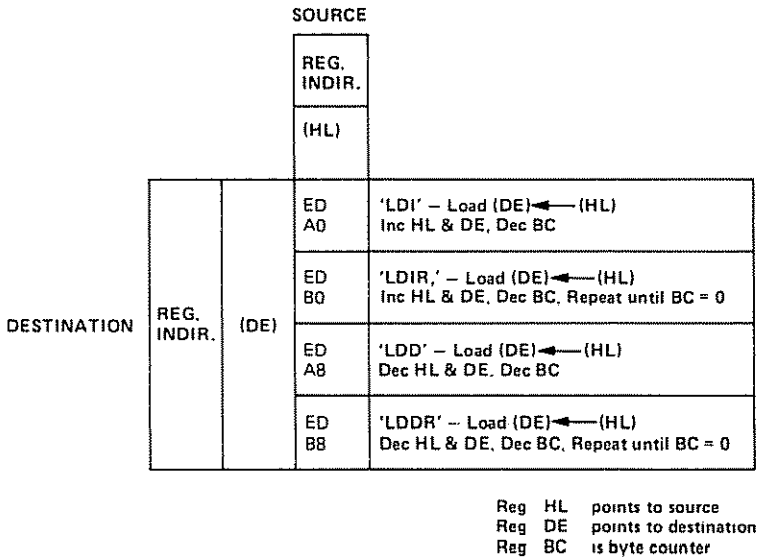 SOURCE
REG.
INDIR.
(HL)
ED 'LDI' – Load (DE)◄—(HL)
A0 Inc HL & DE, Dec BC
ED 'LDIR,' – Load (DE)◄—(HL)
B0 Inc HL & DE, Dec BC, Repeat until BC = 0
DESTINATION
REG.
INDIR.
(DE)
ED 'LDD' – Load (DE)◄—(HL)
A8 Dec HL & DE, Dec BC
ED 'LDDR' – Load (DE)◄—(HL)
B8 Dec HL & DE, Dec BC, Repeat until BC = 0
Reg HL points to source
Reg DE points to destination
Reg BC is byte counter